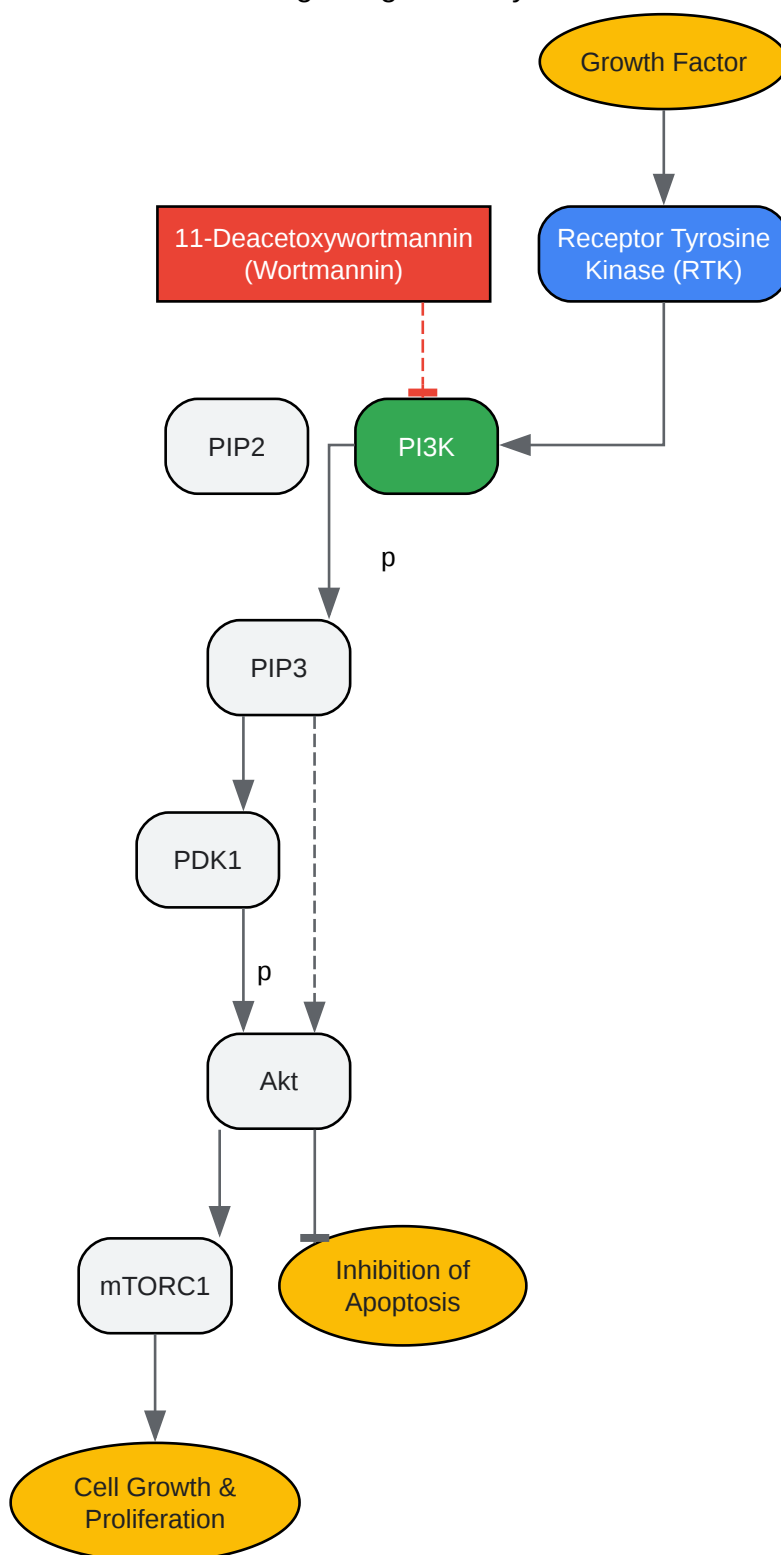 Growth Factor
11-Deacetoxywortmannin
(Wortmannin)
Receptor Tyrosine
Kinase (RTK)
PIP2
PI3K
p
PIP3
PDK1
p
Akt
mTORC1
Inhibition of
Apoptosis
Cell Growth &
Proliferation